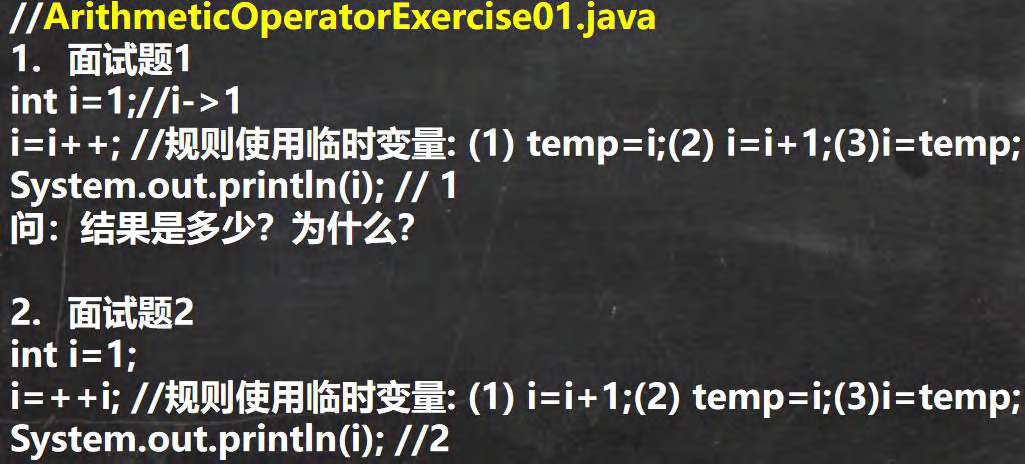 //ArithmeticOperatorExercise01.java
1. 面试题1
int i=1;//i->1
i=i++; //规则使用临时变量: (1) temp=i;(2) i=i+1;(3)i=temp;
System.out.println(i); // 1
问：结果是多少？为什么?
2. 面试题2
int i=1;
i=++i; //规则使用临时变量: (1) i=i+1;(2) temp=i;(3)i=temp;
System.out.println(i); //2